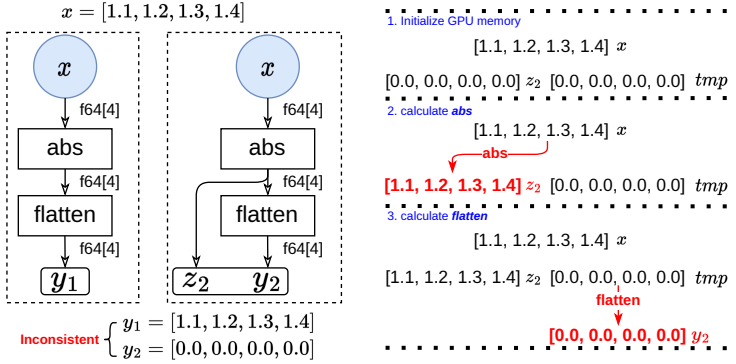 x = [1.1, 1.2, 1.3, 1.4]
x
f64[4]
abs
f64[4]
flatten
f64[4]
y₁
x
f64[4]
abs
f64[4]
flatten
f64[4]
z₂ y₂
Inconsistent
y₁ = [1.1, 1.2, 1.3, 1.4]
y₂ = [0.0, 0.0, 0.0, 0.0]
1. Initialize GPU memory
[1.1, 1.2, 1.3, 1.4] x
[0.0, 0.0, 0.0, 0.0] z₂ [0.0, 0.0, 0.0, 0.0] tmp
2. calculate abs
[1.1, 1.2, 1.3, 1.4] x
abs
[1.1, 1.2, 1.3, 1.4] z₂ [0.0, 0.0, 0.0, 0.0] tmp
3. calculate flatten
[1.1, 1.2, 1.3, 1.4] x
[1.1, 1.2, 1.3, 1.4] z₂ [0.0, 0.0, 0.0, 0.0] tmp
flatten
[0.0, 0.0, 0.0, 0.0] y₂